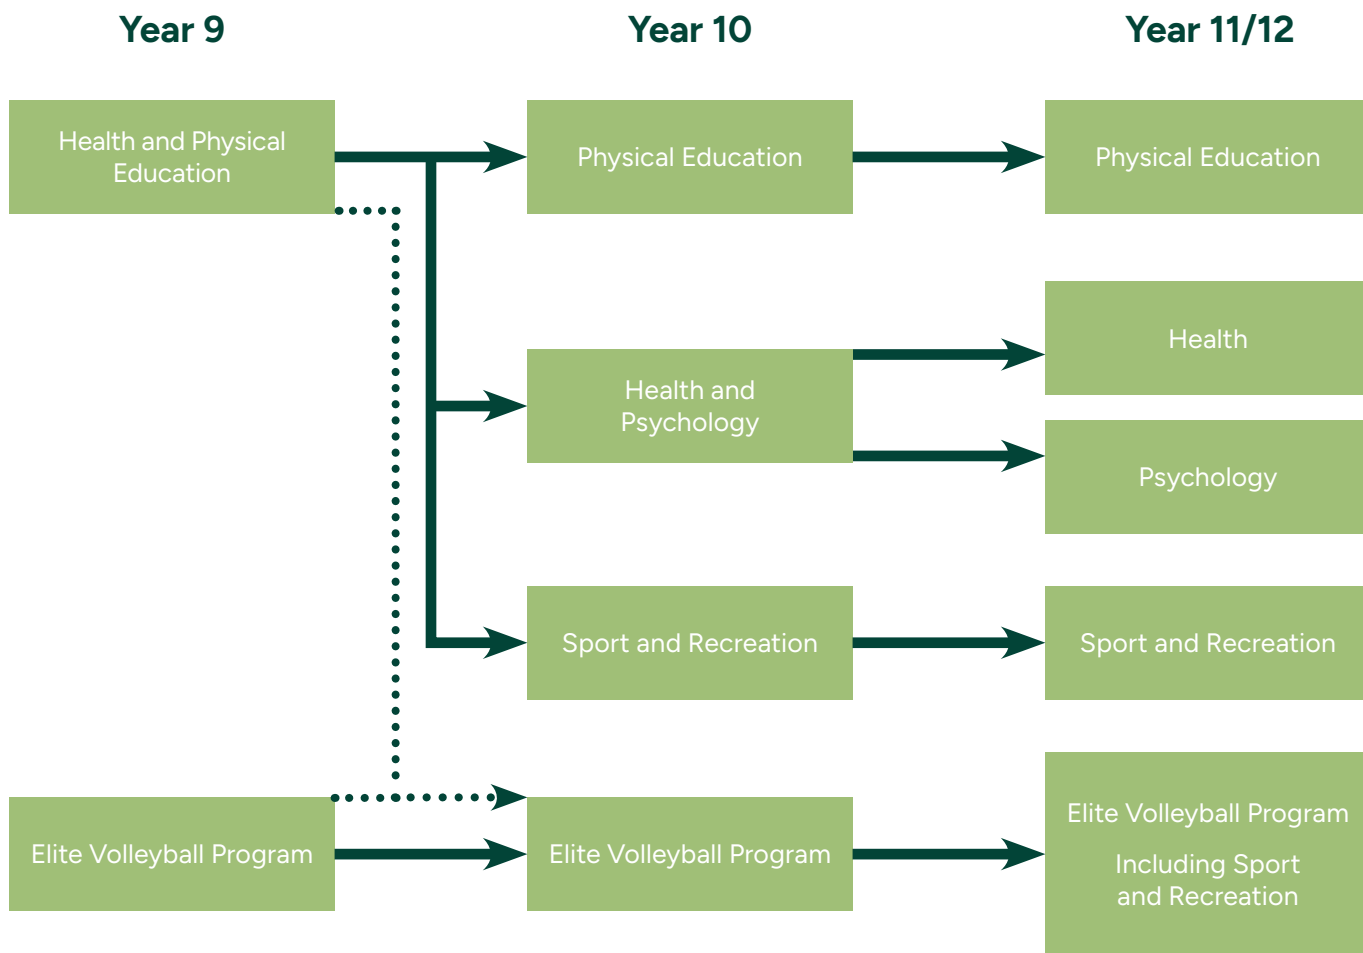 Year 9
Year 10
Year 11/12
Health and Physical
Education
Physical Education
Physical Education
Health and
Psychology
Health
Psychology
Sport and Recreation
Sport and Recreation
Elite Volleyball Program
Elite Volleyball Program
Elite Volleyball Program
Including Sport
and Recreation